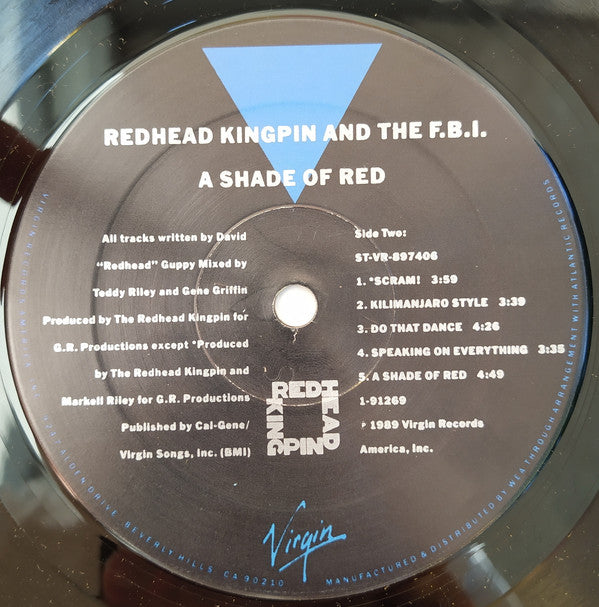 REDHEAD KINGPIN AND THE F.B.I.
A SHADE OF RED
All tracks written by David
"Redhead" Guppy Mixed by
Teddy Riley and Gene Griffin
Produced by The Redhead Kingpin for
G.R. Productions except *Produced
by The Redhead Kingpin and
Markell Riley for G.R. Productions
Published by Cal-Gene/
Virgin Songs, Inc. (BMI)
Side Two:
ST-VR-897406
1. *SCRAM! 3:59
2. KILIMANJARO STYLE 3:39
3. DO THAT DANCE 4:26
4. SPEAKING ON EVERYTHING 3:35
5. A SHADE OF RED 4:49
1-91269
℗ 1989 Virgin Records
America, Inc.
REDHEAD
KINGPIN
Virgin
VIRGIN RECORDS AMERICA, INC., 9247 ALDEN DRIVE, BEVERLY HILLS, CA 90210
MANUFACTURED & DISTRIBUTED BY WEA THROUGH ARRANGEMENT WITH ATLANTIC RECORDS